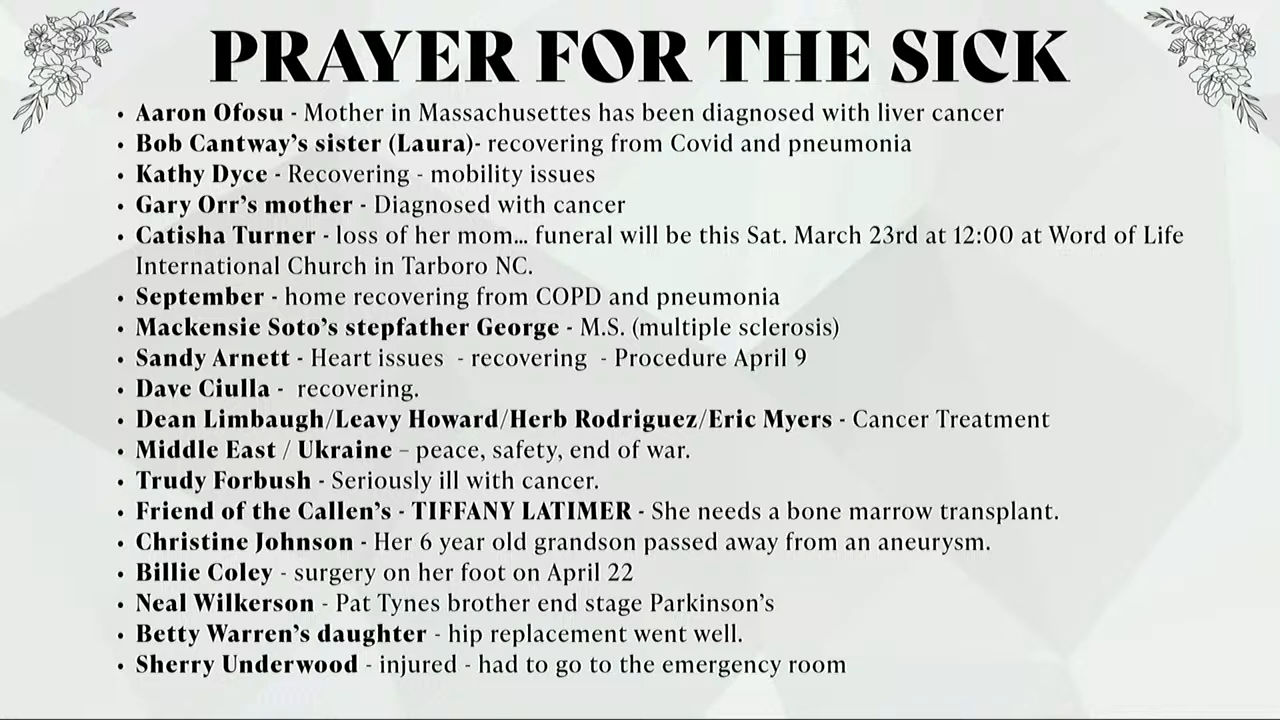 PRAYER FOR THE SICK
• Aaron Ofosu - Mother in Massachusettes has been diagnosed with liver cancer
• Bob Cantway's sister (Laura)- recovering from Covid and pneumonia
• Kathy Dyce - Recovering - mobility issues
• Gary Orr's mother - Diagnosed with cancer
• Catisha Turner - loss of her mom... funeral will be this Sat. March 23rd at 12:00 at Word of Life
International Church in Tarboro NC.
• September - home recovering from COPD and pneumonia
• Mackensie Soto's stepfather George - M.S. (multiple sclerosis)
• Sandy Arnett - Heart issues - recovering - Procedure April 9
• Dave Ciulla - recovering.
• Dean Limbaugh/Leavy Howard/Herb Rodriguez/Eric Myers - Cancer Treatment
• Middle East / Ukraine – peace, safety, end of war.
• Trudy Forbush - Seriously ill with cancer.
• Friend of the Callen's - TIFFANY LATIMER - She needs a bone marrow transplant.
• Christine Johnson - Her 6 year old grandson passed away from an aneurysm.
• Billie Coley - surgery on her foot on April 22
• Neal Wilkerson - Pat Tynes brother end stage Parkinson's
• Betty Warren's daughter - hip replacement went well.
• Sherry Underwood - injured - had to go to the emergency room